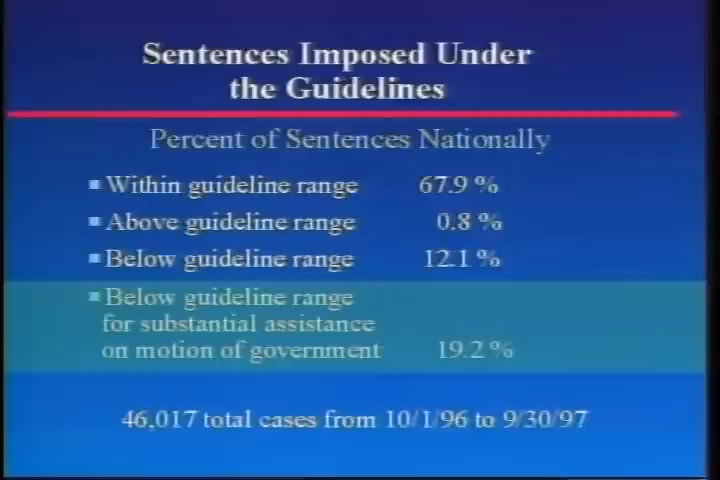 Sentences Imposed Under
the Guidelines
Percent of Sentences Nationally
Within guideline range 67.9 %
Above guideline range 0.8 %
Below guideline range 12.1 %
Below guideline range
for substantial assistance
on motion of government 19.2 %
46,017 total cases from 10/1/96 to 9/30/97